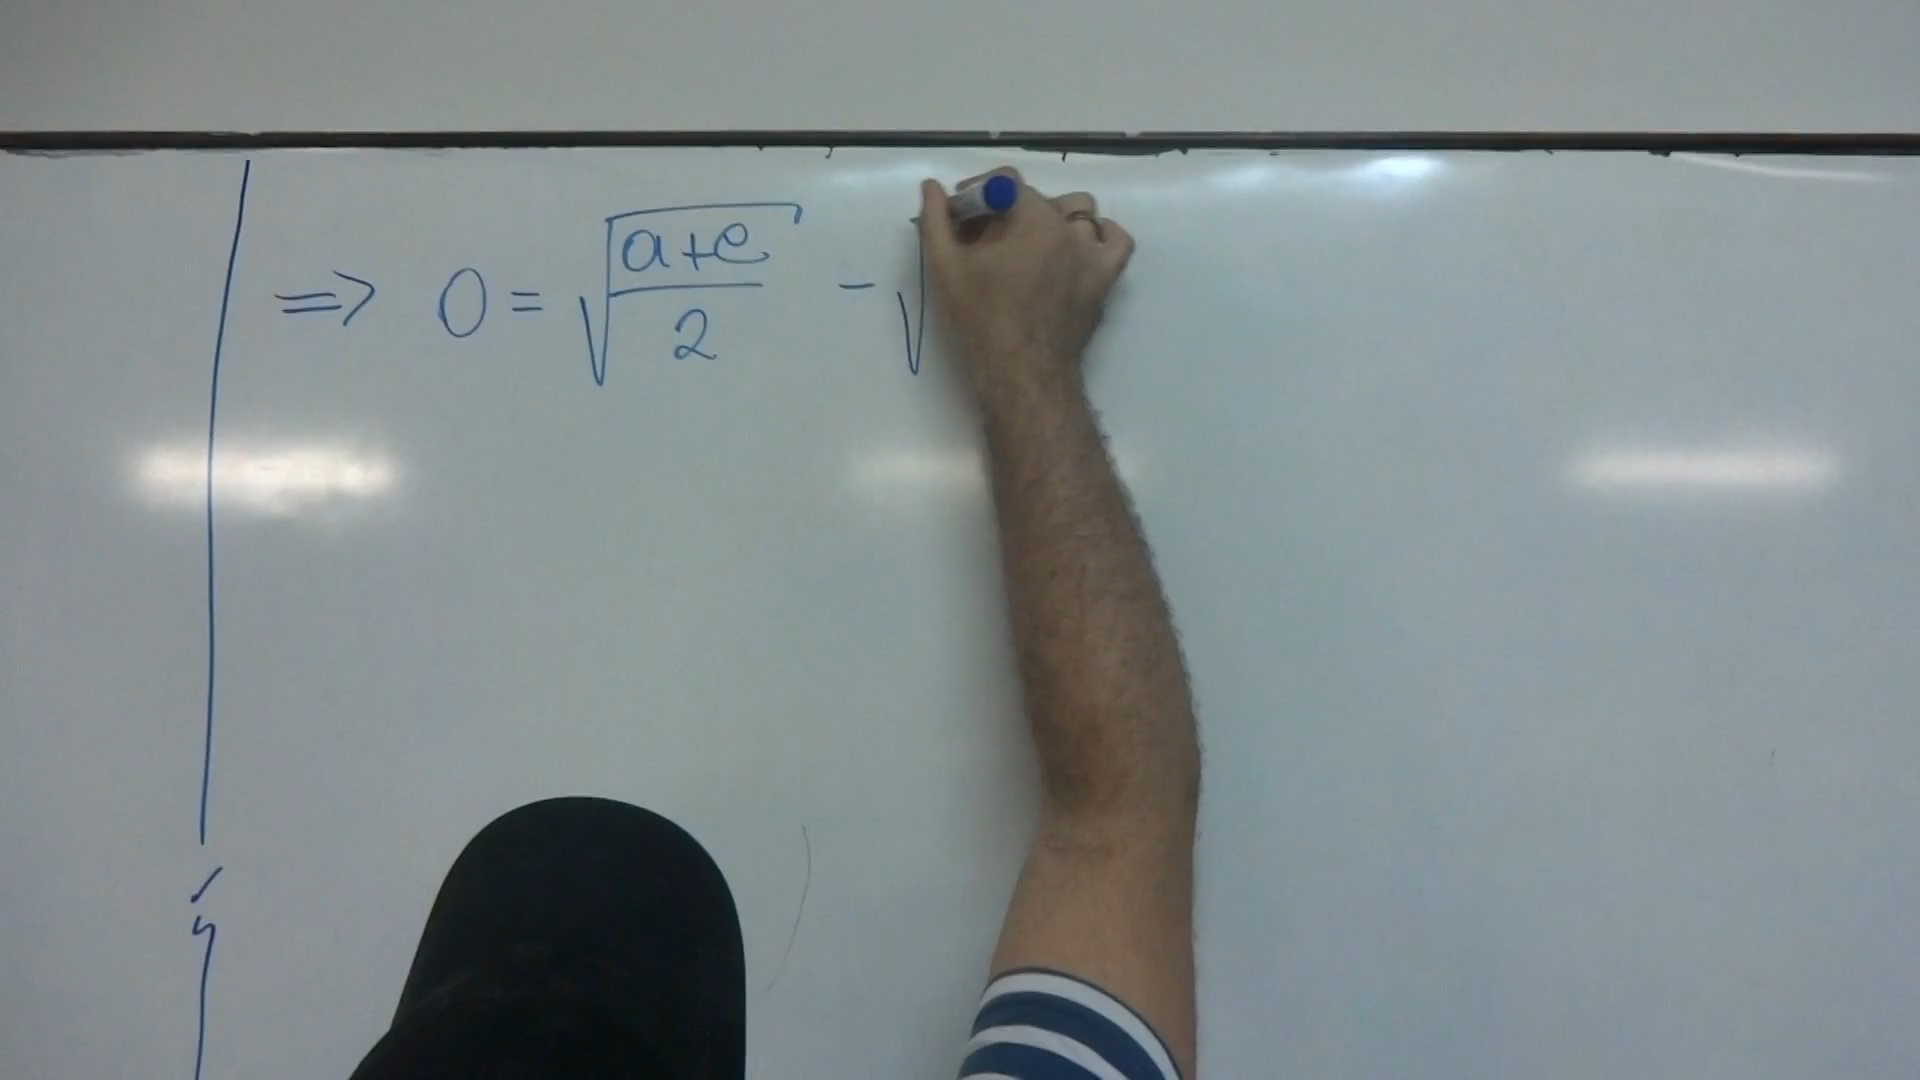 => 0 = √((a+e)/2) - √